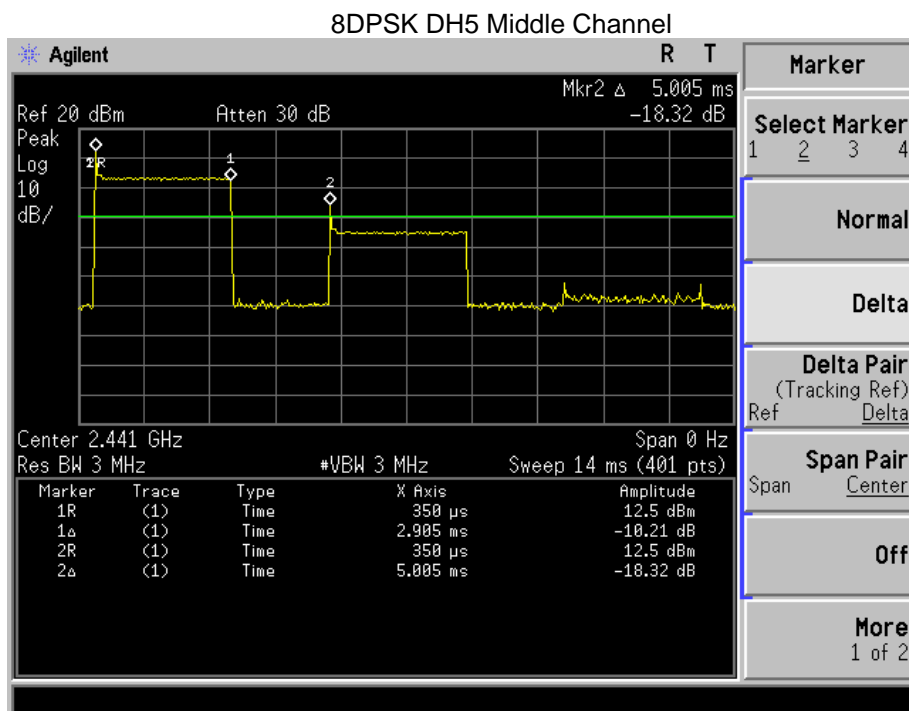 8DPSK DH5 Middle Channel
Agilent R T
Mkr2 Δ 5.005 ms
Ref 20 dBm Atten 30 dB -18.32 dB
Peak
Log
10
dB/
2R
1
2
Center 2.441 GHz Span 0 Hz
Res BW 3 MHz #VBW 3 MHz Sweep 14 ms (401 pts)
Marker Trace Type X Axis Amplitude
1R (1) Time 350 µs 12.5 dBm
1Δ (1) Time 2.905 ms -10.21 dB
2R (1) Time 350 µs 12.5 dBm
2Δ (1) Time 5.005 ms -18.32 dB
Marker
Select Marker
1 2 3 4
Normal
Delta
Delta Pair
(Tracking Ref)
Ref Delta
Span Pair
Span Center
Off
More
1 of 2